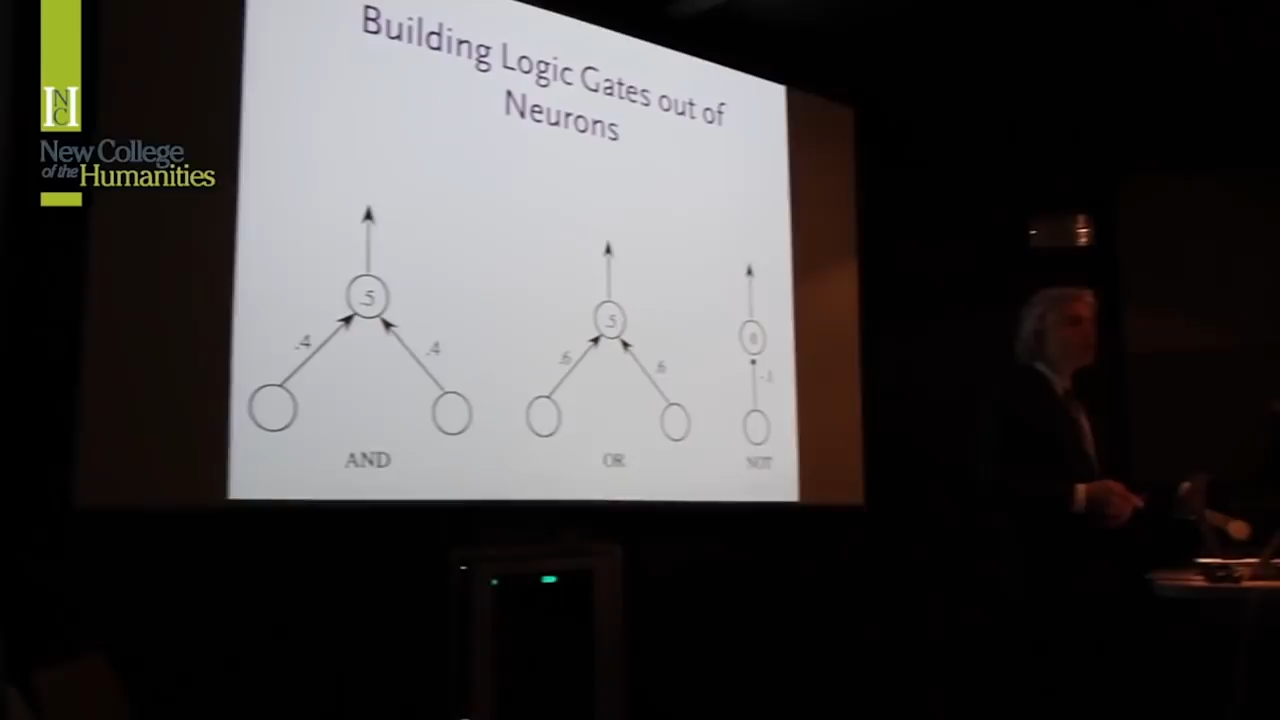 NCH
New College
of the Humanities
Building Logic Gates out of
Neurons
.5
.4
.4
AND
.5
.6
.6
OR
0
-.1
NOT